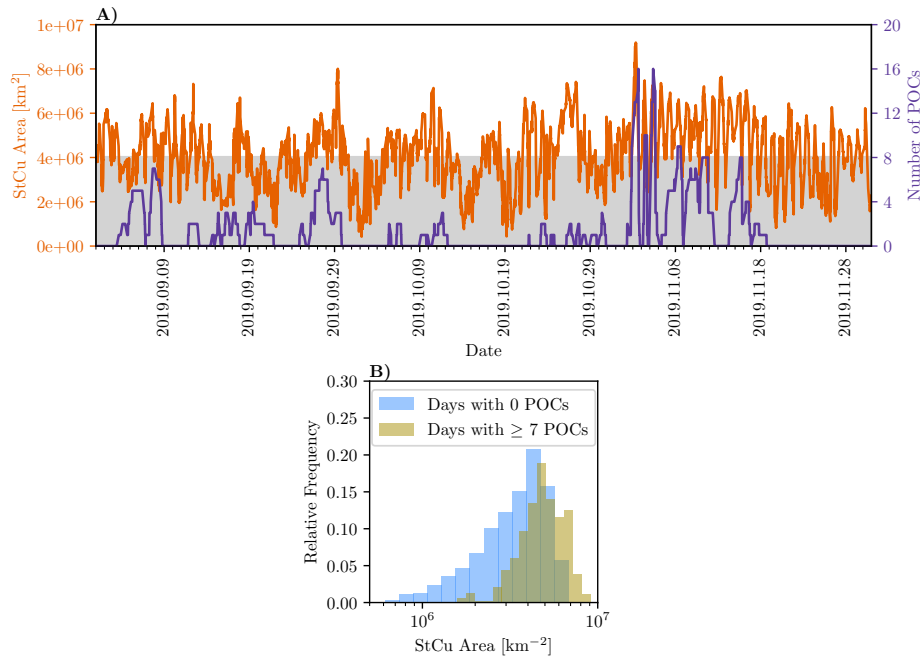 A)
1e+07
8e+06
6e+06
4e+06
2e+06
0e+00
StCu Area [km²]
20
16
12
8
4
0
Number of POCs
2019.09.09
2019.09.19
2019.09.29
2019.10.09
2019.10.19
2019.10.29
2019.11.08
2019.11.18
2019.11.28
Date
B)
0.30
0.25
0.20
0.15
0.10
0.05
0.00
Relative Frequency
Days with 0 POCs
Days with ≥ 7 POCs
10⁶
10⁷
StCu Area [km⁻²]